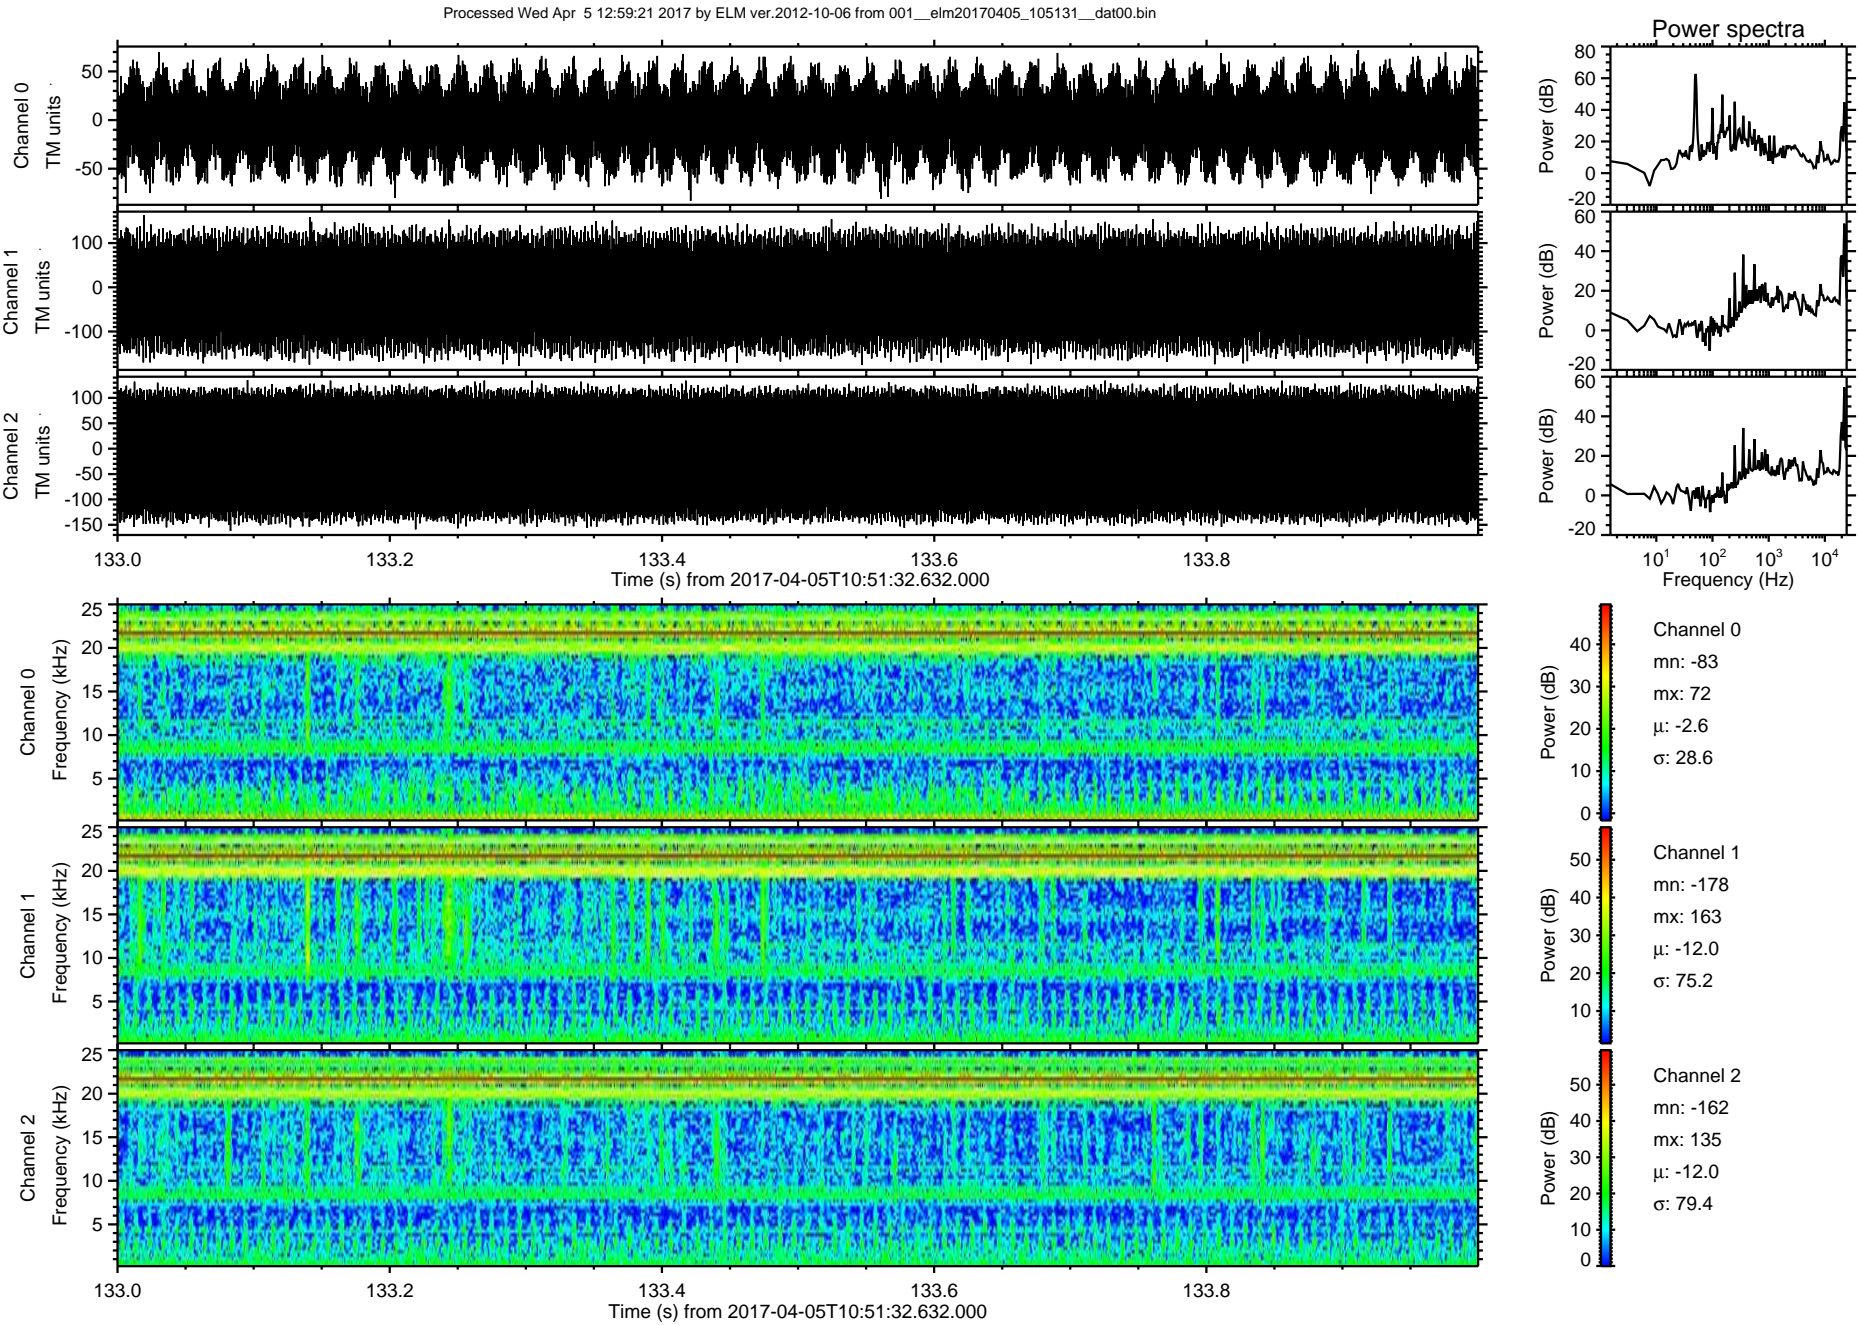 Processed Wed Apr  5 12:59:21 2017 by ELM ver.2012-10-06 from 001__elm20170405_105131__dat00.bin
Power spectra
Channel 0
TM units
50
0
-50
Power (dB)
80
60
40
20
0
-20
Channel 1
TM units
100
0
-100
Power (dB)
60
40
20
0
-20
Channel 2
TM units
100
50
0
-50
-100
-150
Power (dB)
60
40
20
0
-20
133.0 133.2 133.4 133.6 133.8
Time (s) from 2017-04-05T10:51:32.632.000
10¹ 10² 10³ 10⁴
Frequency (Hz)
Channel 0
Frequency (kHz)
25
20
15
10
5
Power (dB)
40
30
20
10
0
Channel 0
mn: -83
mx: 72
μ: -2.6
σ: 28.6
Channel 1
Frequency (kHz)
25
20
15
10
5
Power (dB)
50
40
30
20
10
Channel 1
mn: -178
mx: 163
μ: -12.0
σ: 75.2
Channel 2
Frequency (kHz)
25
20
15
10
5
Power (dB)
50
40
30
20
10
0
Channel 2
mn: -162
mx: 135
μ: -12.0
σ: 79.4
133.0 133.2 133.4 133.6 133.8
Time (s) from 2017-04-05T10:51:32.632.000